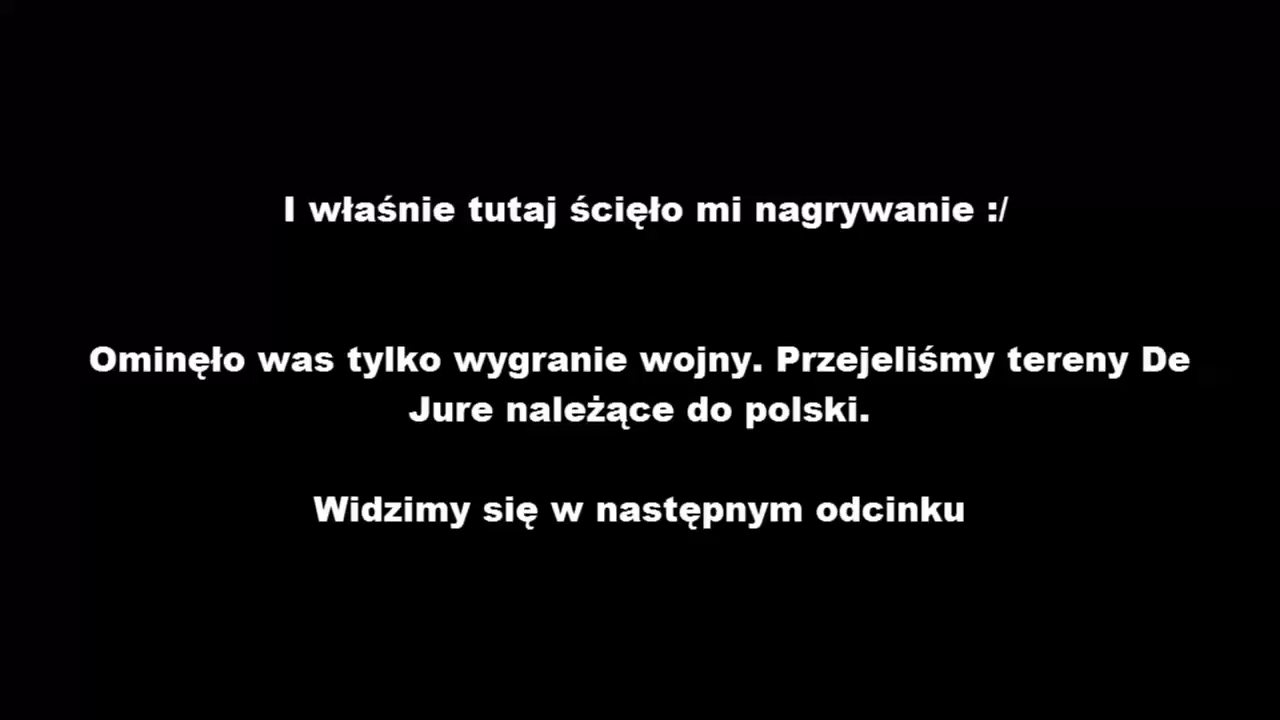 I właśnie tutaj ścięło mi nagrywanie :/
Ominęło was tylko wygranie wojny. Przejeliśmy tereny De
Jure należące do polski.
Widzimy się w następnym odcinku